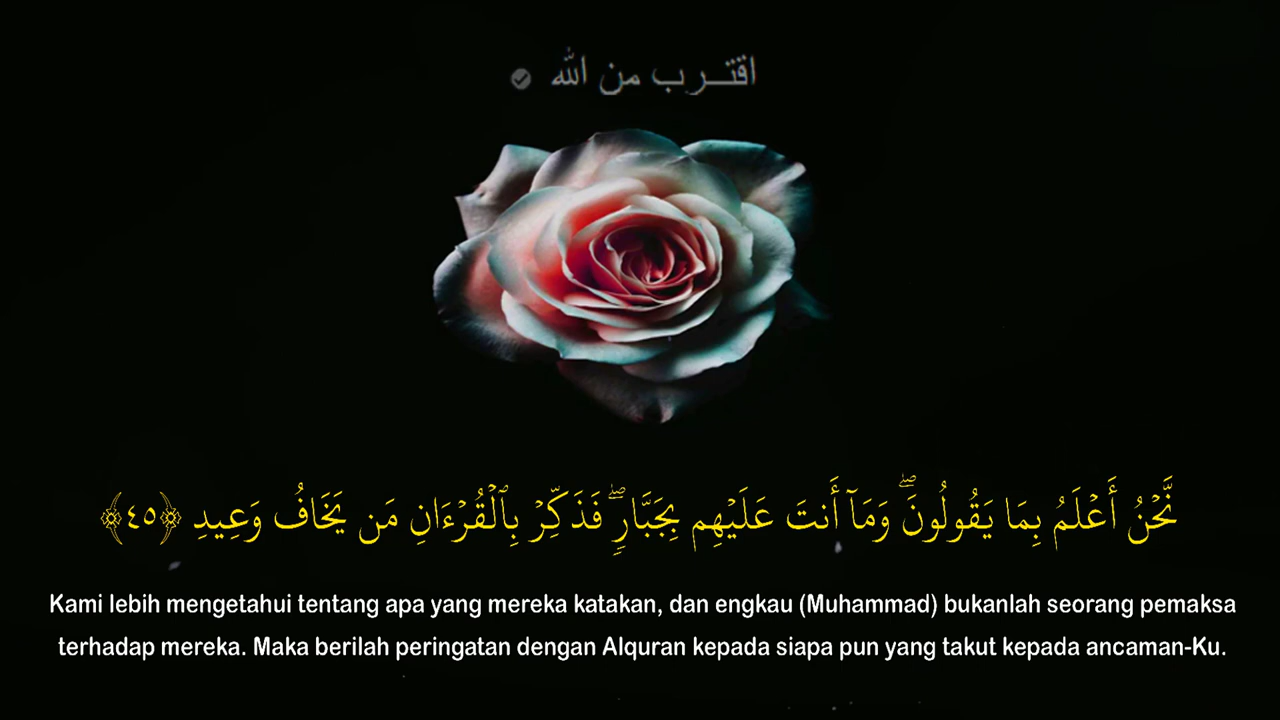 اقتـــرب من الله
نَّحْنُ أَعْلَمُ بِمَا يَقُولُونَ ۖ وَمَآ أَنتَ عَلَيْهِم بِجَبَّارٍ ۖ فَذَكِّرْ بِٱلْقُرْءَانِ مَن يَخَافُ وَعِيدِ ﴿٤٥﴾
Kami lebih mengetahui tentang apa yang mereka katakan, dan engkau (Muhammad) bukanlah seorang pemaksa
terhadap mereka. Maka berilah peringatan dengan Alquran kepada siapa pun yang takut kepada ancaman-Ku.